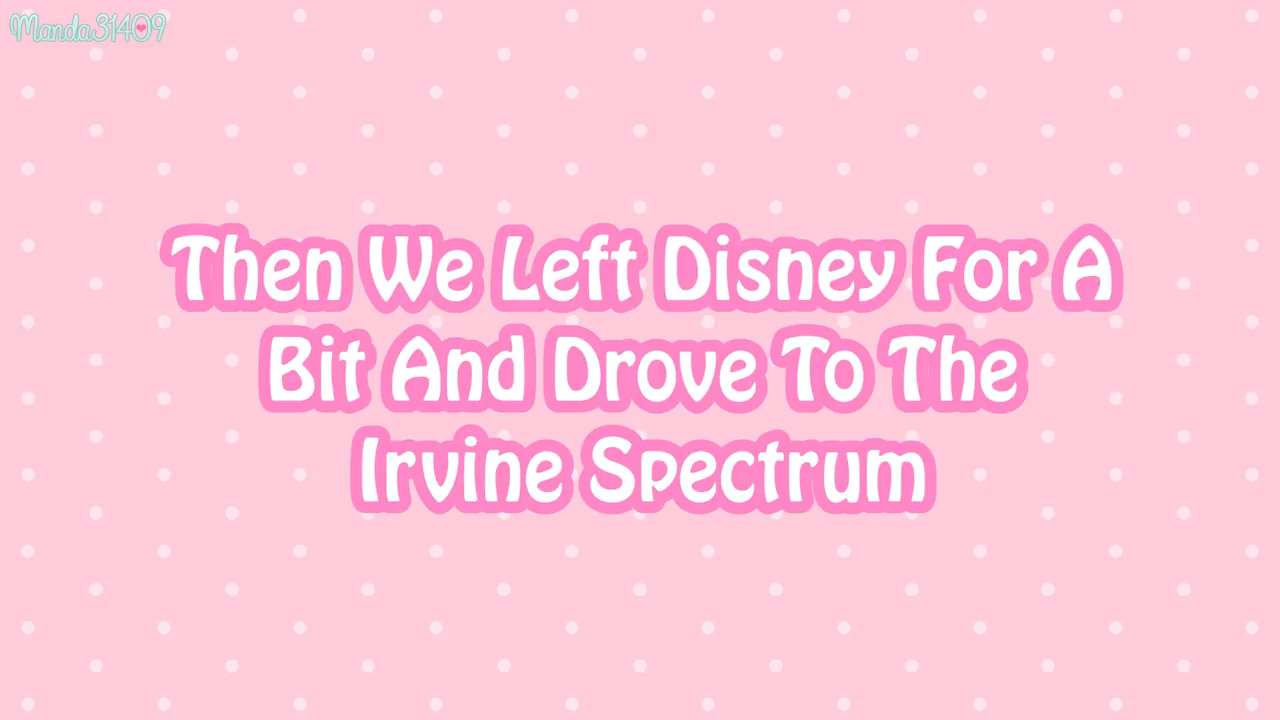 Manda31409
Then We Left Disney For A
Bit And Drove To The
Irvine Spectrum